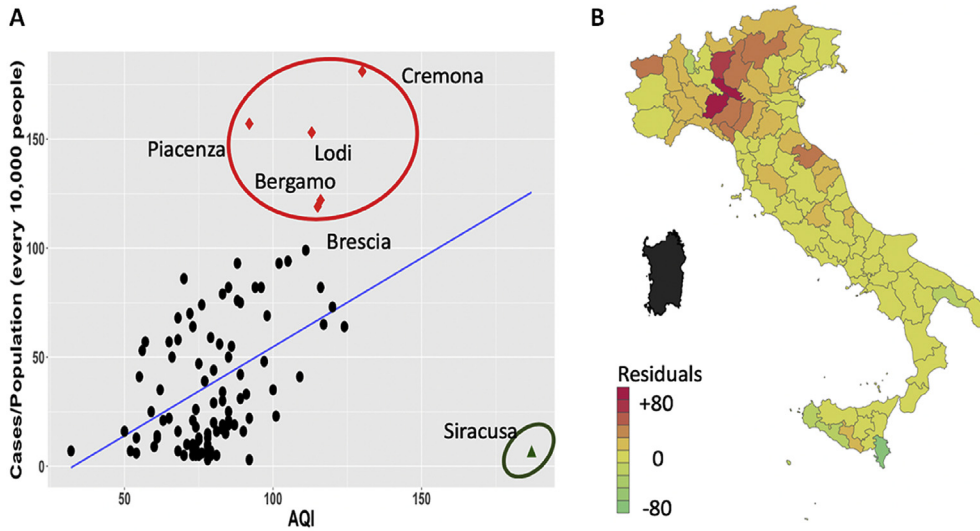 A
Cases/Population (every 10,000 people)
150
100
50
0
Cremona
Piacenza
Lodi
Bergamo
Brescia
Siracusa
50
100
150
AQI
B
Residuals
+80
0
-80